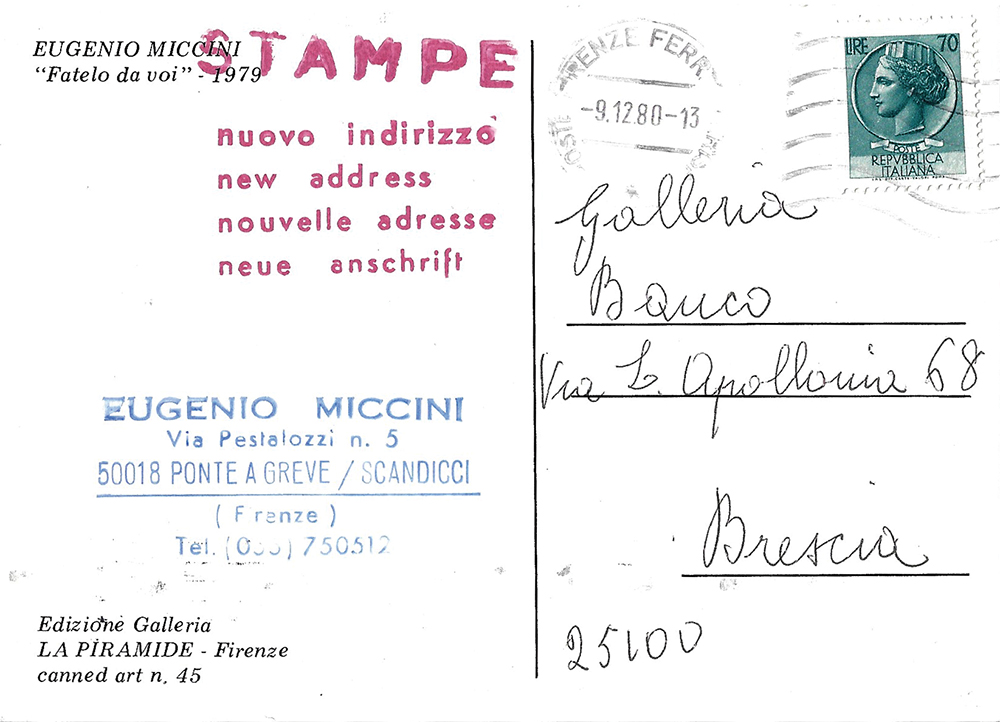 EUGENIO MICCINI
"Fatelo da voi" - 1979
STAMPE
nuovo indirizzo
new address
nouvelle adresse
neue anschrift
EUGENIO MICCINI
Via Pestalozzi n. 5
50018 PONTE A GREVE / SCANDICCI
( Firenze )
Tel. 750512
Edizione Galleria
LA PIRAMIDE - Firenze
canned art n. 45
FIRENZE FERR
-9.12.80-13
LIRE 70
POSTE
REPVBBLICA
ITALIANA
Galleria
Banco
Via S. Apollonia 68
Brescia
25100